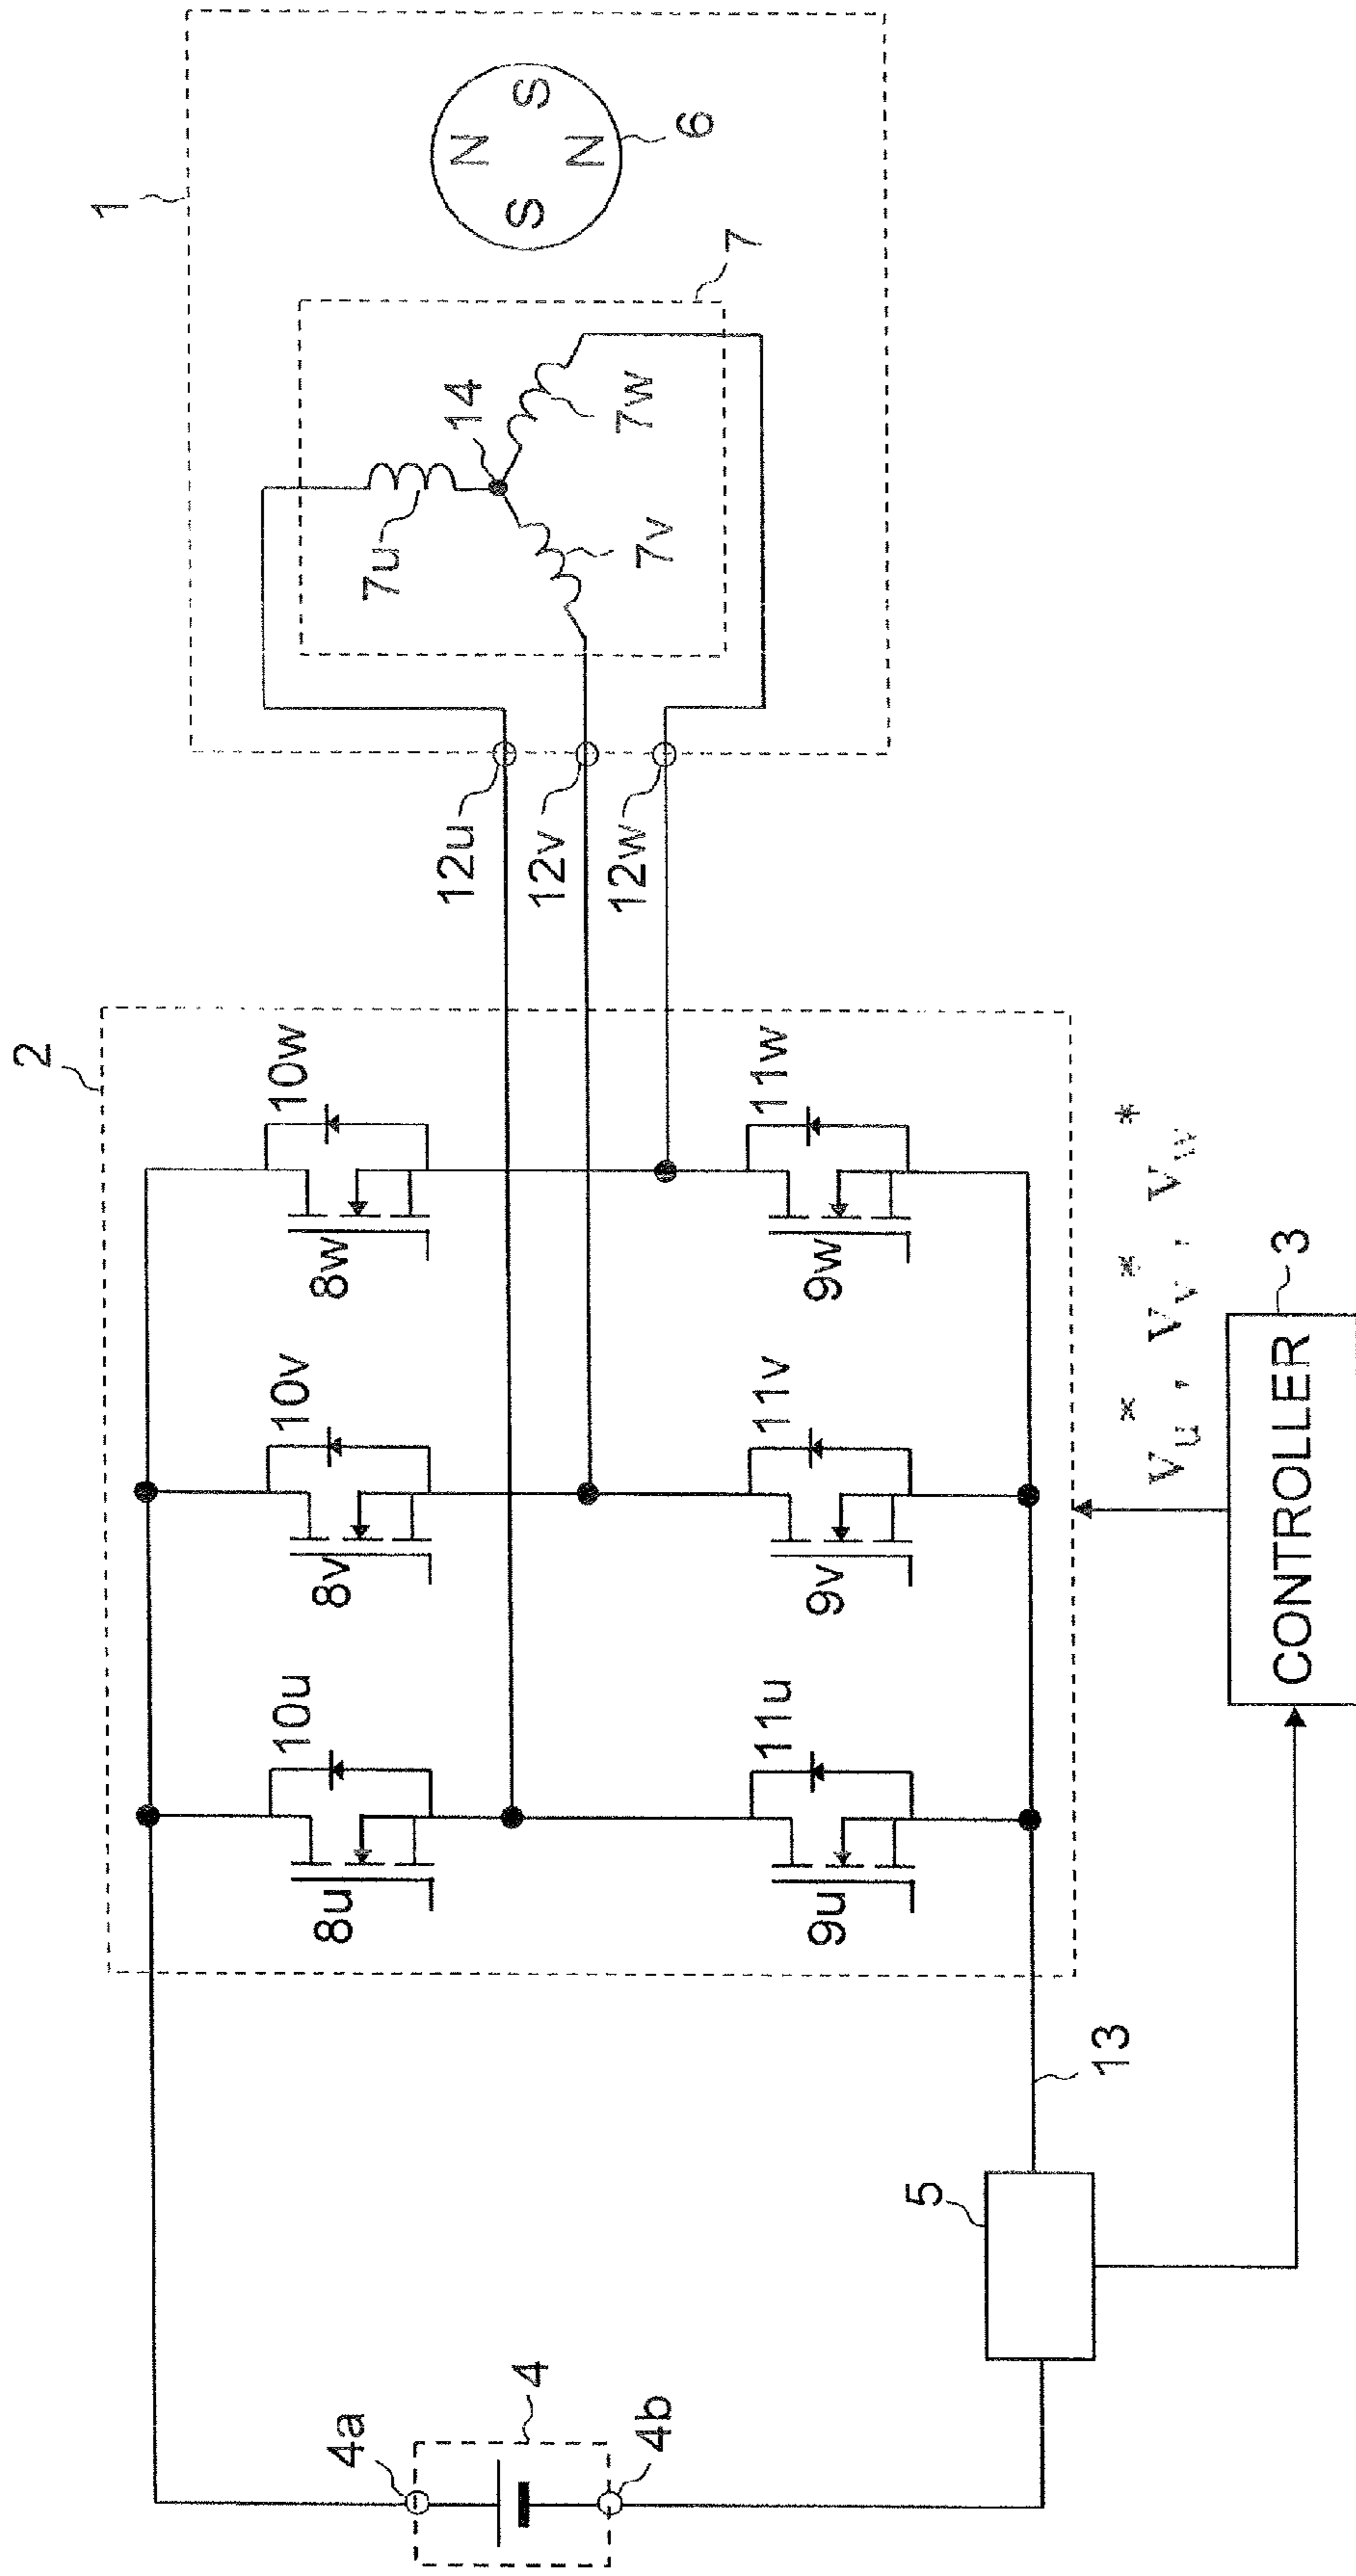 1
2
6
S N N S
7
14
7u
7v
7w
12u
12v
12w
10u
10v
10w
8u
8v
8w
11u
11v
11w
9u
9v
9w
Vu*, Vv*, Vw*
3
CONTROLLER
13
5
4
4a
4b